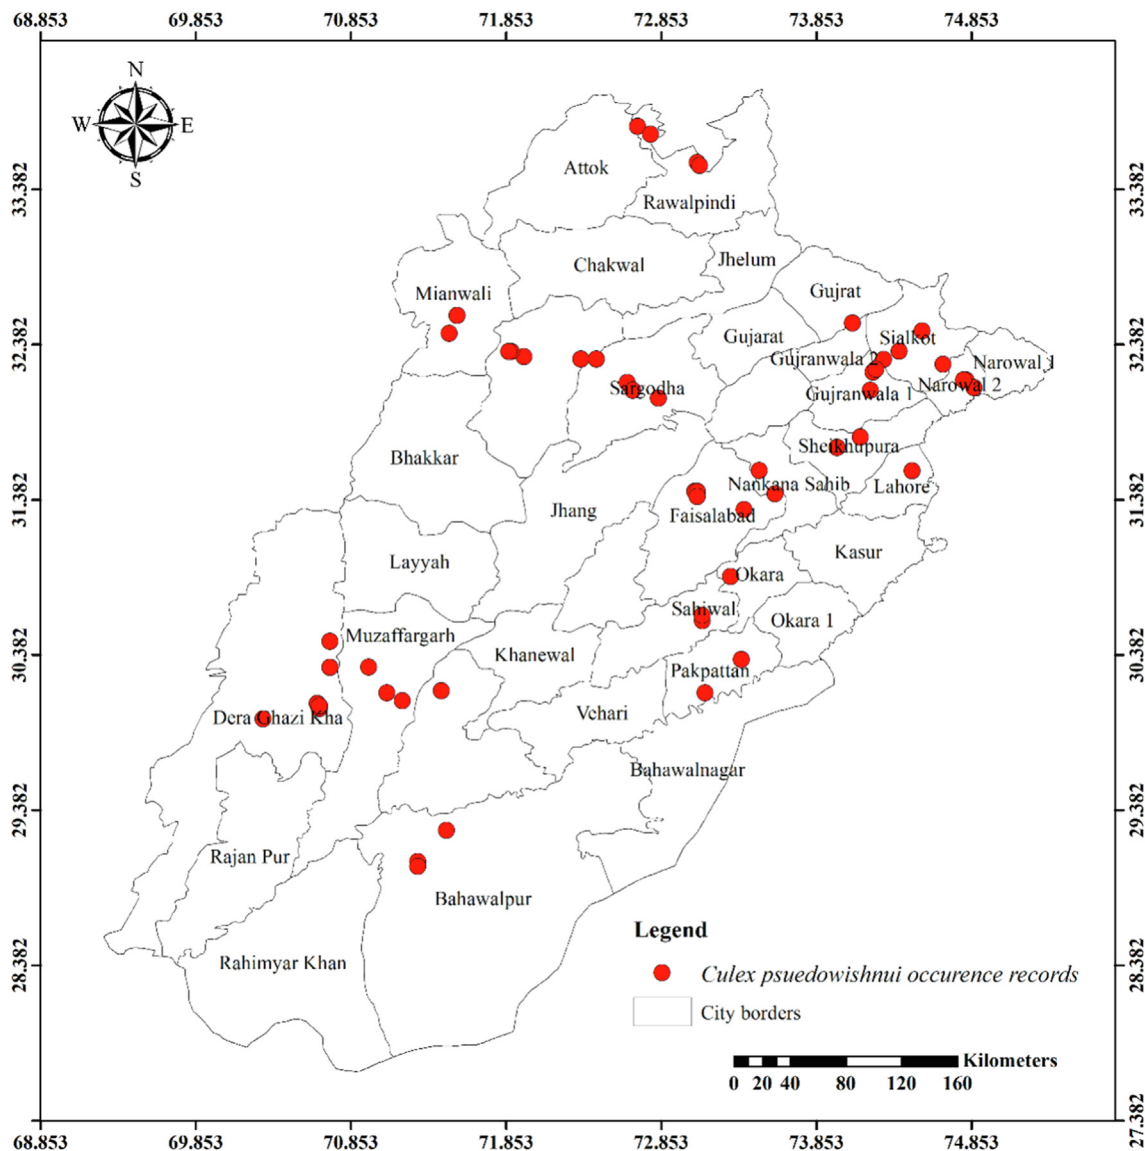 68.853 69.853 70.853 71.853 72.853 73.853 74.853
N
W E
S
33.382 33.382
32.382 32.382
31.382 31.382
30.382 30.382
29.382 29.382
28.382 28.382
27.382
Attok
Rawalpindi
Chakwal
Jhelum
Mianwali
Gujrat
Gujarat
Sialkot
Gujranwala 2
Narowal 1
Narowal 2
Sargodha
Gujranwala 1
Sheikhupura
Bhakkar
Nankana Sahib
Lahore
Jhang
Faisalabad
Kasur
Layyah
Okara
Sahiwal
Okara 1
Muzaffargarh
Khanewal
Pakpattan
Vehari
Dera Ghazi Kha
Bahawalnagar
Rajan Pur
Bahawalpur
Rahimyar Khan
Legend
Culex psuedowishnui occurence records
City borders
Kilometers
0 20 40 80 120 160
68.853 69.853 70.853 71.853 72.853 73.853 74.853